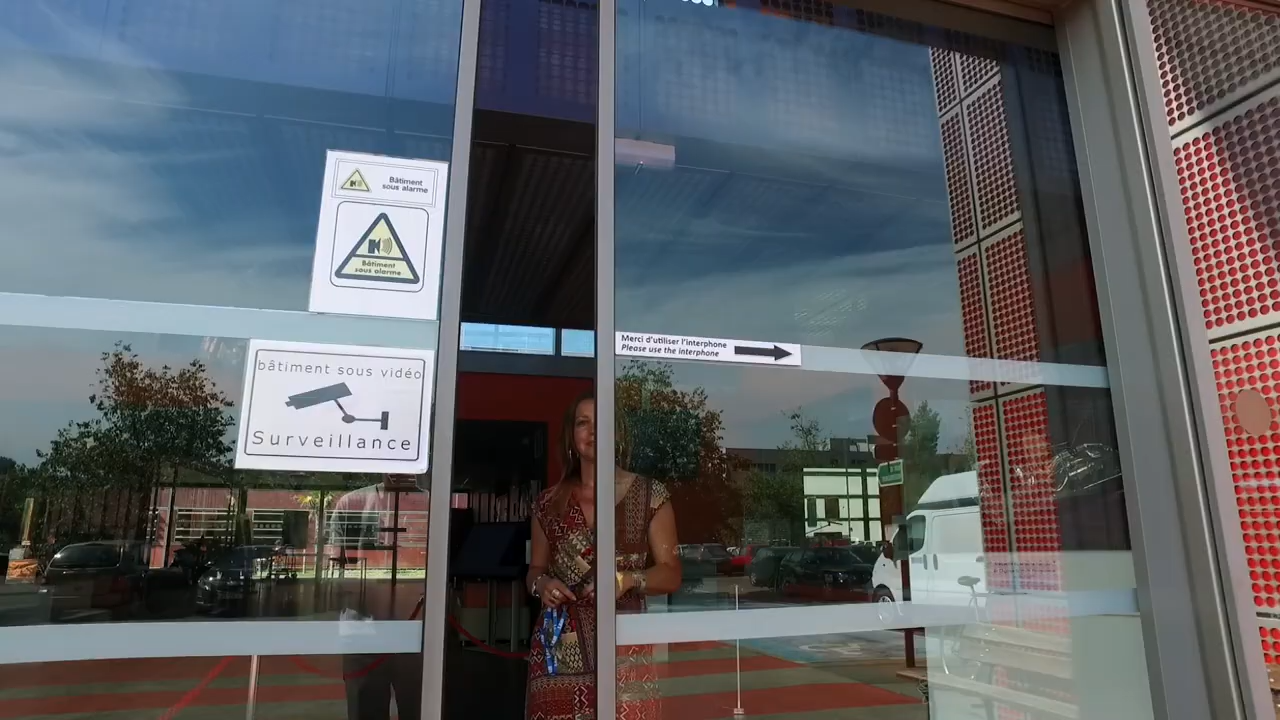 Bâtiment
sous alarme
Bâtiment
sous alarme
bâtiment sous vidéo
Surveillance
Merci d'utiliser l'interphone
Please use the interphone